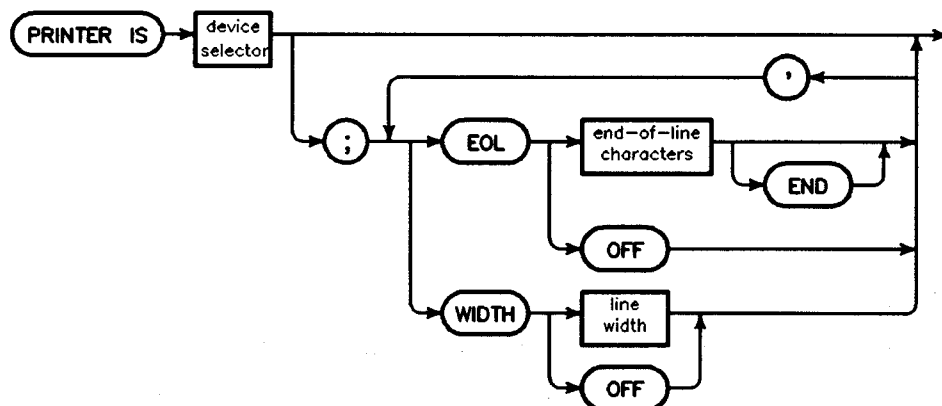 PRINTER IS
device
selector
,
;
EOL
end-of-line
characters
END
OFF
WIDTH
line
width
OFF